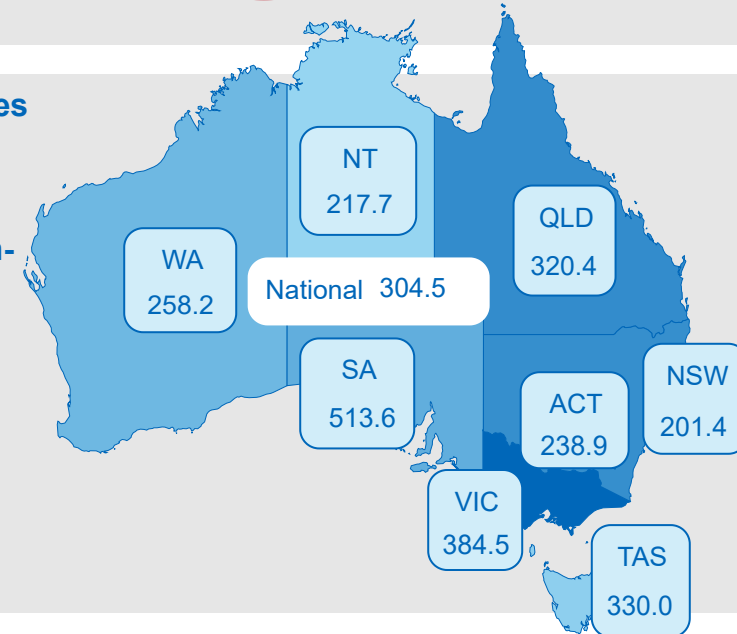 es
n-
NT
217.7
QLD
320.4
WA
258.2
National 304.5
SA
513.6
NSW
201.4
ACT
238.9
VIC
384.5
TAS
330.0